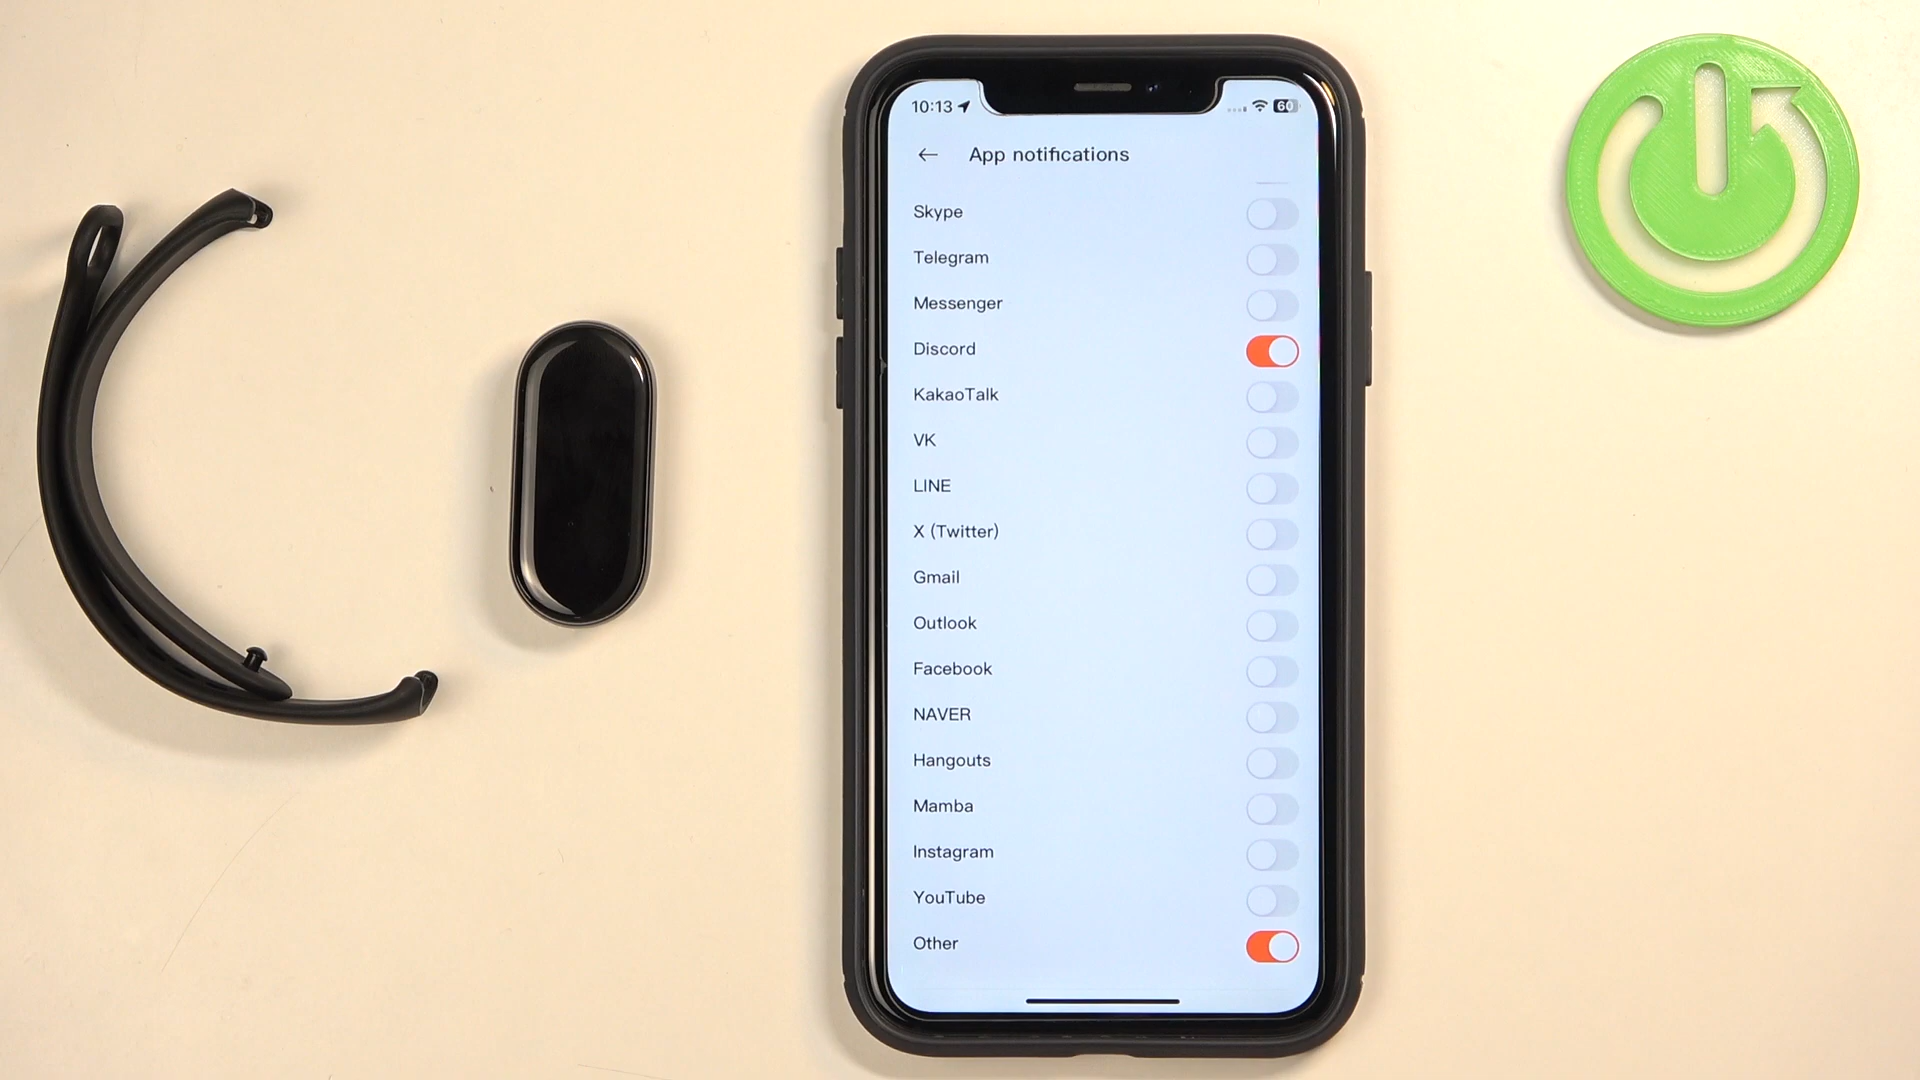 10:13
60
App notifications
Skype
Telegram
Messenger
Discord
KakaoTalk
VK
LINE
X (Twitter)
Gmail
Outlook
Facebook
NAVER
Hangouts
Mamba
Instagram
YouTube
Other